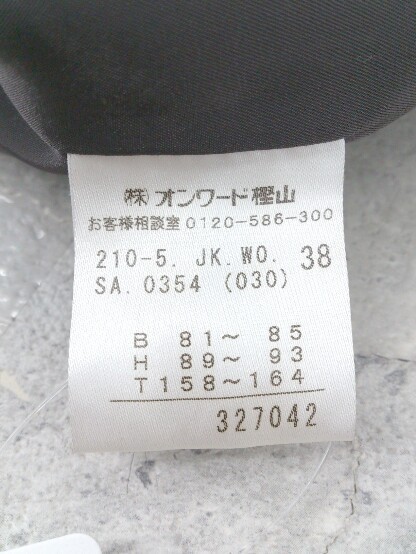 ㈱オンワード樫山
お客様相談室 0120-586-300
210-5. JK.WO. 38
SA. 0354 (030)
B 81～ 85
H 89～ 93
T158～164
327042